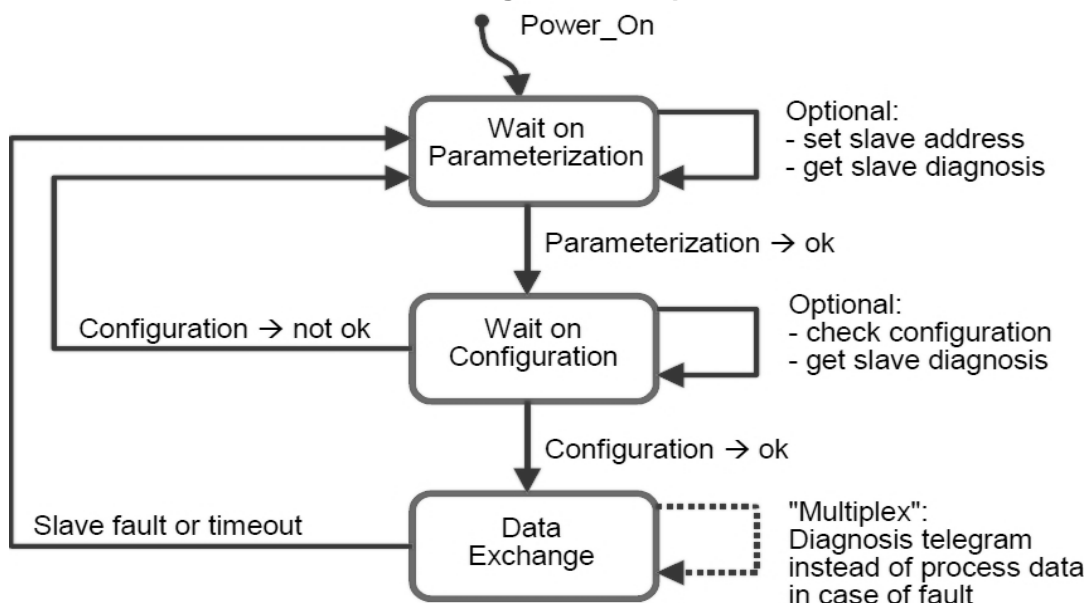 Power_On
Wait on
Parameterization
Optional:
- set slave address
- get slave diagnosis
Parameterization → ok
Configuration → not ok
Wait on
Configuration
Optional:
- check configuration
- get slave diagnosis
Configuration → ok
Slave fault or timeout
Data
Exchange
"Multiplex":
Diagnosis telegram
instead of process data
in case of fault